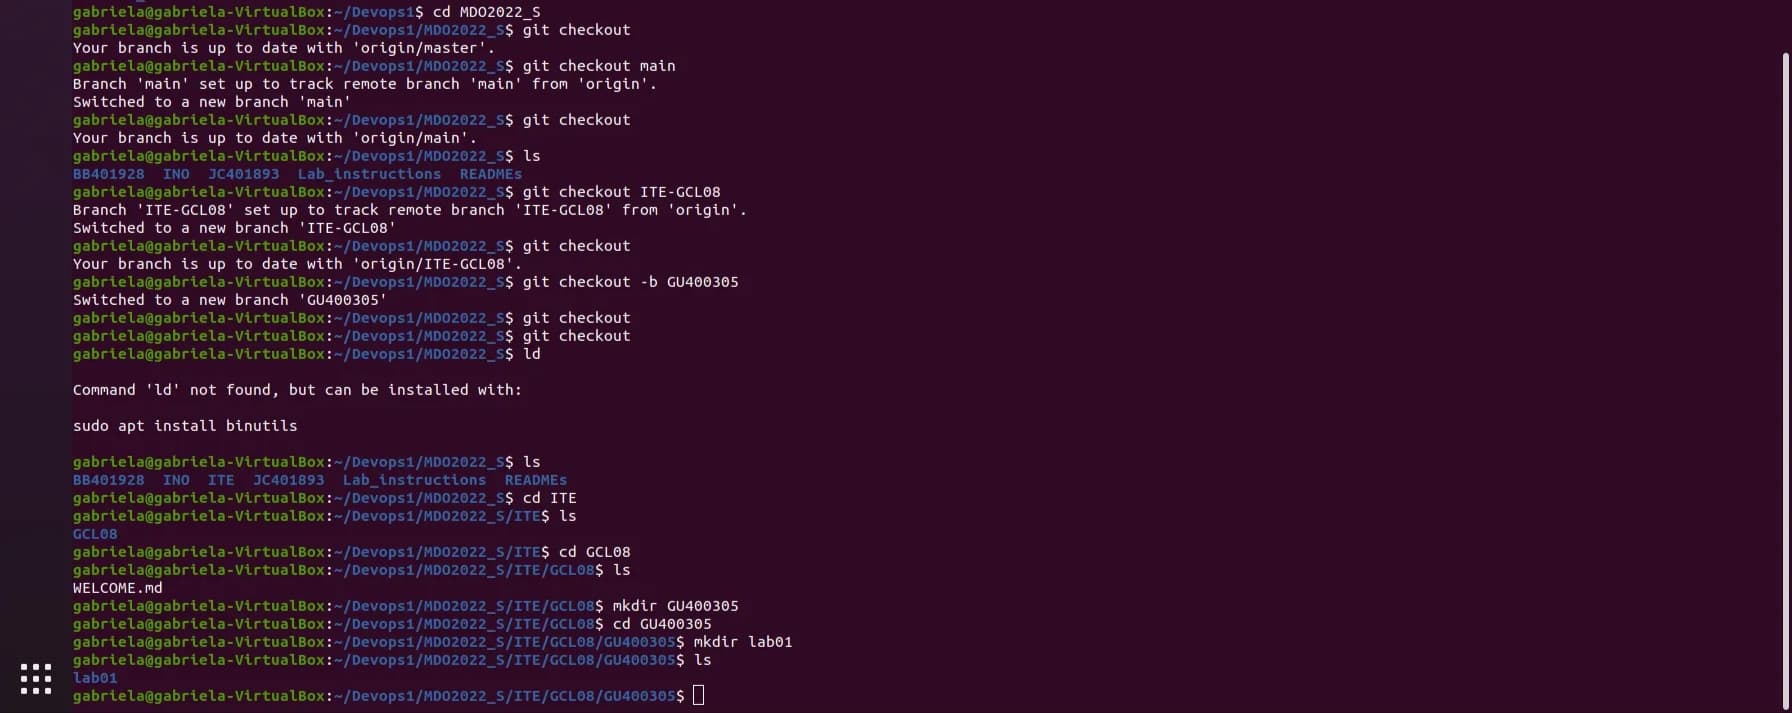 gabriela@gabriela-VirtualBox:~/Devops1$ cd MDO2022_S
gabriela@gabriela-VirtualBox:~/Devops1/MDO2022_S$ git checkout
Your branch is up to date with 'origin/master'.
gabriela@gabriela-VirtualBox:~/Devops1/MDO2022_S$ git checkout main
Branch 'main' set up to track remote branch 'main' from 'origin'.
Switched to a new branch 'main'
gabriela@gabriela-VirtualBox:~/Devops1/MDO2022_S$ git checkout
Your branch is up to date with 'origin/main'.
gabriela@gabriela-VirtualBox:~/Devops1/MDO2022_S$ ls
BB401928  INO  JC401893  Lab_instructions  READMEs
gabriela@gabriela-VirtualBox:~/Devops1/MDO2022_S$ git checkout ITE-GCL08
Branch 'ITE-GCL08' set up to track remote branch 'ITE-GCL08' from 'origin'.
Switched to a new branch 'ITE-GCL08'
gabriela@gabriela-VirtualBox:~/Devops1/MDO2022_S$ git checkout
Your branch is up to date with 'origin/ITE-GCL08'.
gabriela@gabriela-VirtualBox:~/Devops1/MDO2022_S$ git checkout -b GU400305
Switched to a new branch 'GU400305'
gabriela@gabriela-VirtualBox:~/Devops1/MDO2022_S$ git checkout
gabriela@gabriela-VirtualBox:~/Devops1/MDO2022_S$ git checkout
gabriela@gabriela-VirtualBox:~/Devops1/MDO2022_S$ ld
Command 'ld' not found, but can be installed with:
sudo apt install binutils
gabriela@gabriela-VirtualBox:~/Devops1/MDO2022_S$ ls
BB401928  INO  ITE  JC401893  Lab_instructions  READMEs
gabriela@gabriela-VirtualBox:~/Devops1/MDO2022_S$ cd ITE
gabriela@gabriela-VirtualBox:~/Devops1/MDO2022_S/ITE$ ls
GCL08
gabriela@gabriela-VirtualBox:~/Devops1/MDO2022_S/ITE$ cd GCL08
gabriela@gabriela-VirtualBox:~/Devops1/MDO2022_S/ITE/GCL08$ ls
WELCOME.md
gabriela@gabriela-VirtualBox:~/Devops1/MDO2022_S/ITE/GCL08$ mkdir GU400305
gabriela@gabriela-VirtualBox:~/Devops1/MDO2022_S/ITE/GCL08$ cd GU400305
gabriela@gabriela-VirtualBox:~/Devops1/MDO2022_S/ITE/GCL08/GU400305$ mkdir lab01
gabriela@gabriela-VirtualBox:~/Devops1/MDO2022_S/ITE/GCL08/GU400305$ ls
lab01
gabriela@gabriela-VirtualBox:~/Devops1/MDO2022_S/ITE/GCL08/GU400305$